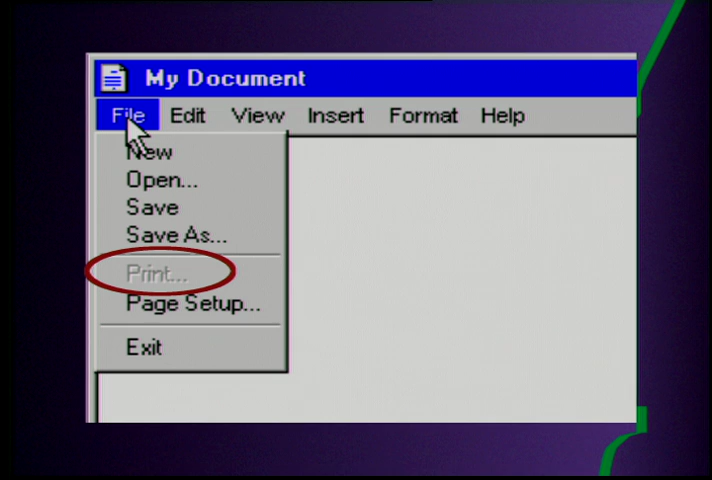 My Document
File Edit View Insert Format Help
New
Open...
Save
Save As...
Print...
Page Setup...
Exit